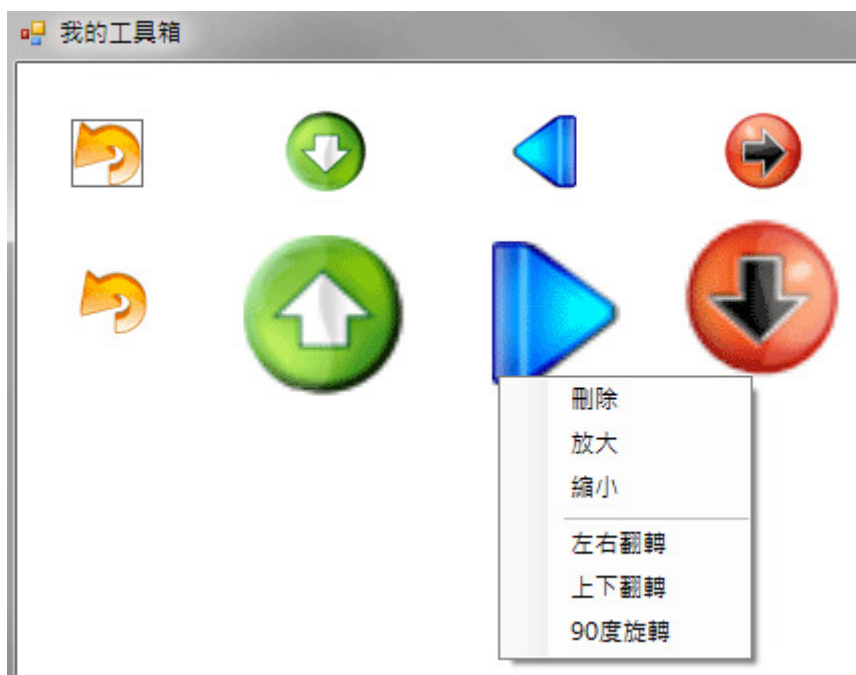 我的工具箱
刪除
放大
縮小
左右翻轉
上下翻轉
90度旋轉